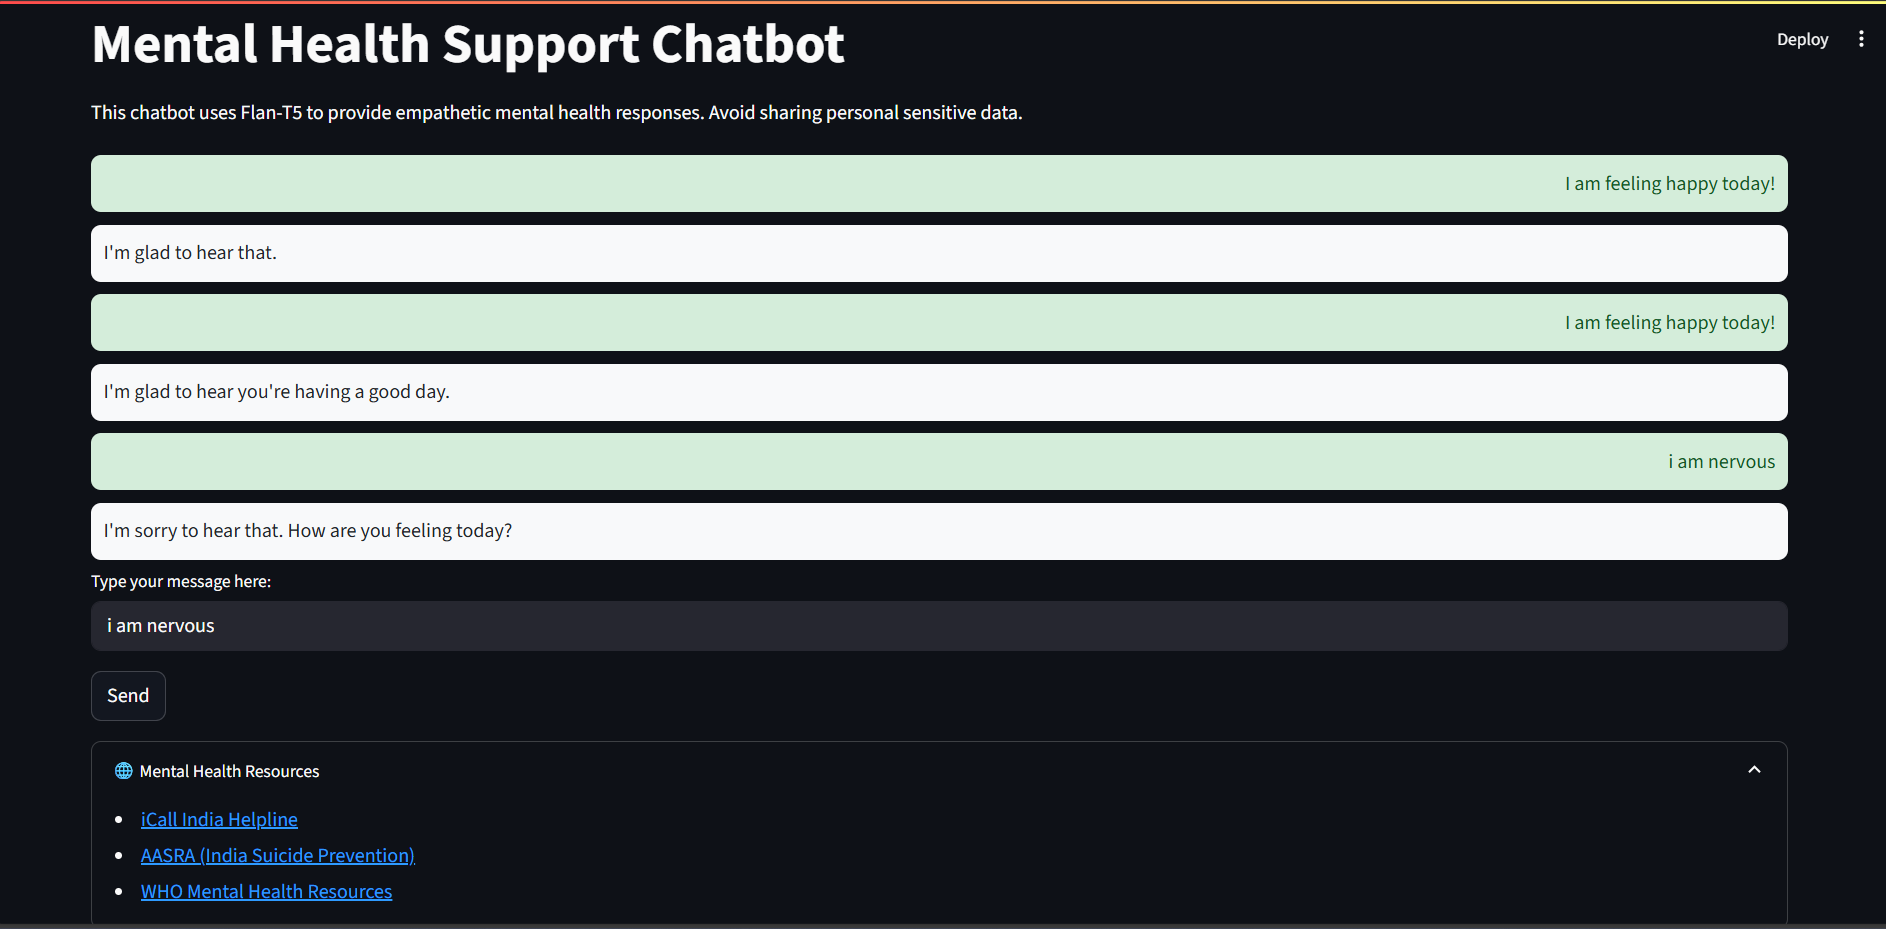 Mental Health Support Chatbot
Deploy
This chatbot uses Flan-T5 to provide empathetic mental health responses. Avoid sharing personal sensitive data.
I am feeling happy today!
I'm glad to hear that.
I am feeling happy today!
I'm glad to hear you're having a good day.
i am nervous
I'm sorry to hear that. How are you feeling today?
Type your message here:
i am nervous
Send
🌐 Mental Health Resources
• iCall India Helpline
• AASRA (India Suicide Prevention)
• WHO Mental Health Resources